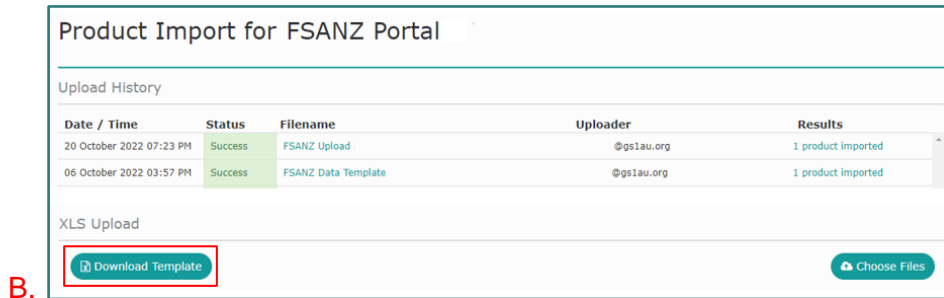 Product Import for FSANZ Portal
Upload History
Date / Time Status Filename Uploader Results
20 October 2022 07:23 PM Success FSANZ Upload @gs1au.org 1 product imported
06 October 2022 03:57 PM Success FSANZ Data Template @gs1au.org 1 product imported
XLS Upload
Download Template Choose Files
B.